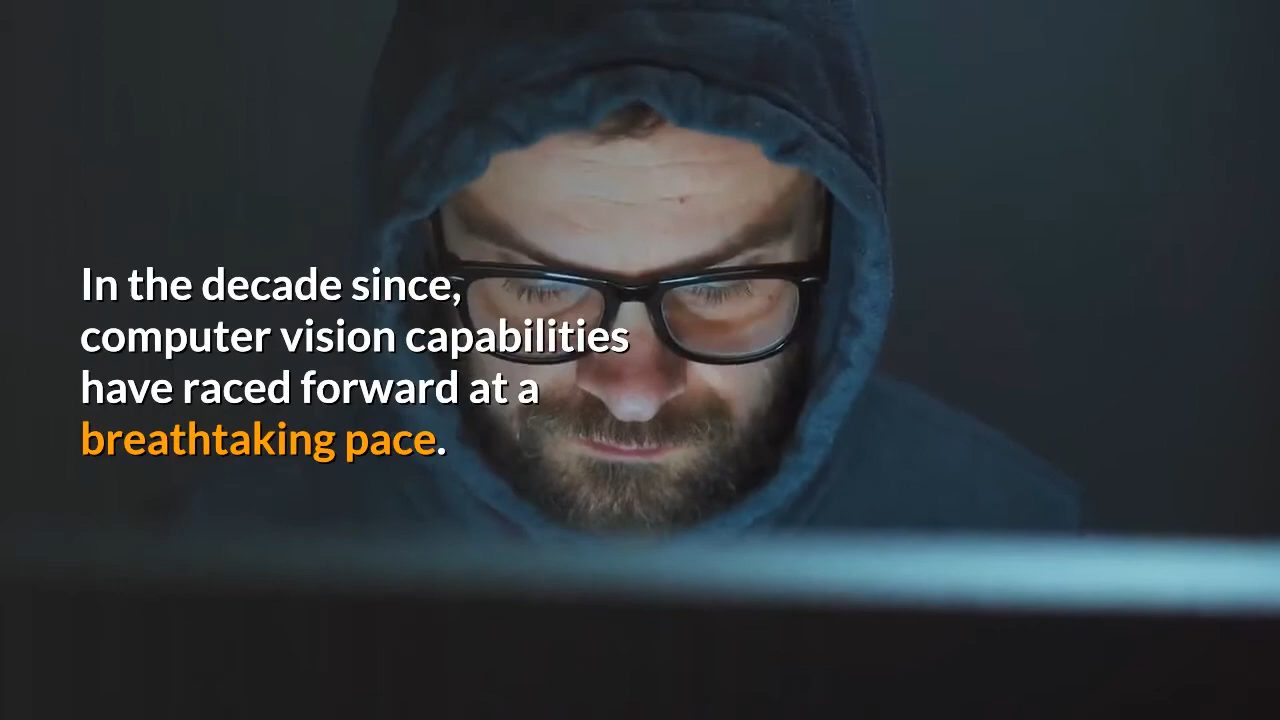 In the decade since,
computer vision capabilities
have raced forward at a
breathtaking pace.